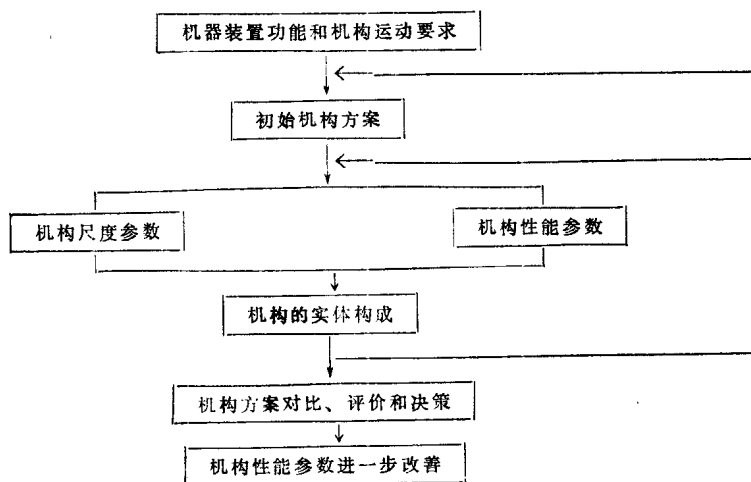 机器装置功能和机构运动要求
初始机构方案
机构尺度参数
机构性能参数
机构的实体构成
机构方案对比、评价和决策
机构性能参数进一步改善